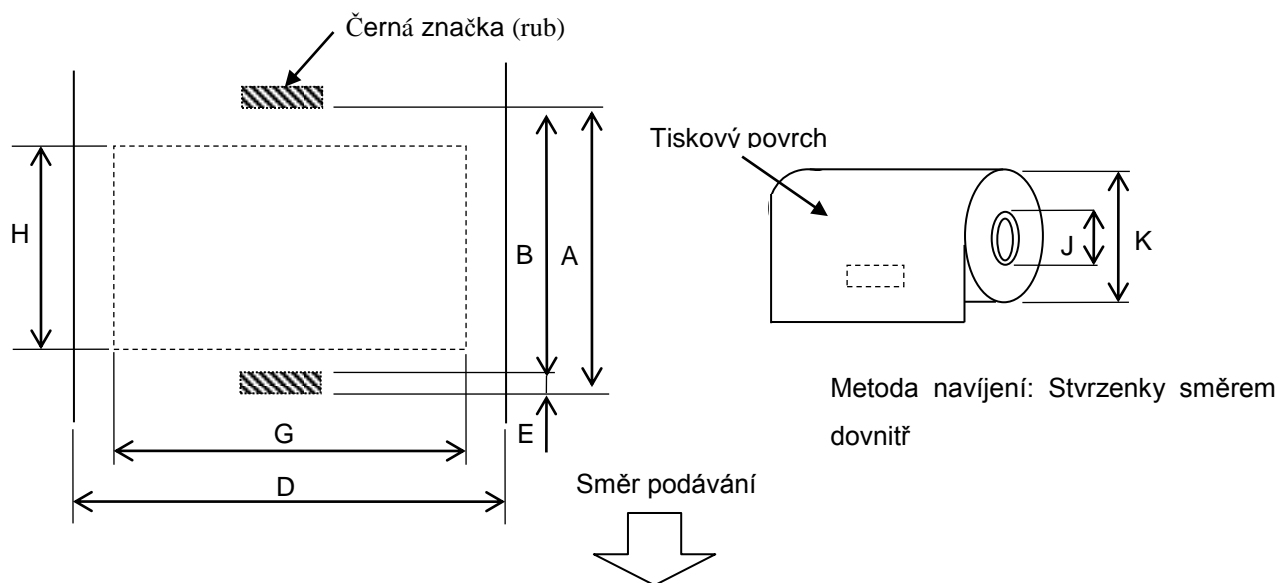 Černá značka (rub)
Tiskový povrch
H
B
A
J
K
Metoda navíjení: Stvrzenky směrem
dovnitř
G
E
D
Směr podávání